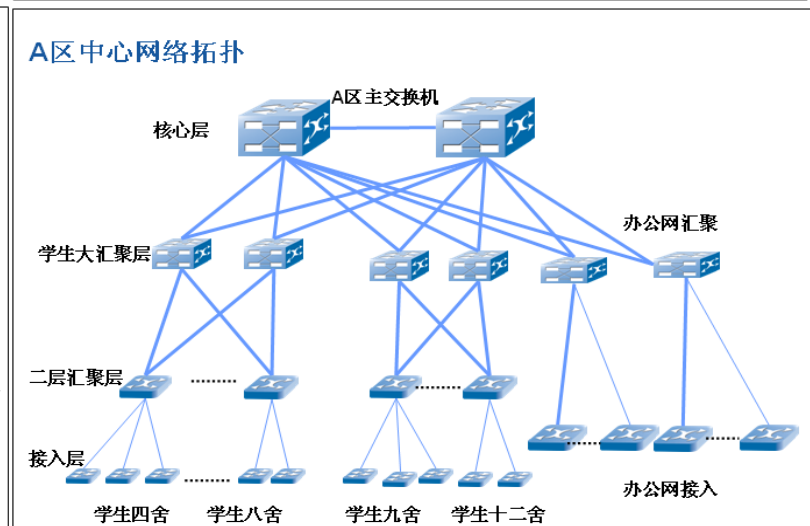 A区中心网络拓扑
A区主交换机
核心层
办公网汇聚
学生大汇聚层
二层汇聚层
接入层
办公网接入
学生四舍
学生八舍
学生九舍
学生十二舍